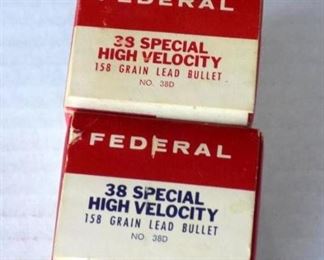 FEDERAL
38 SPECIAL
HIGH VELOCITY
158 GRAIN LEAD BULLET
NO. 38D
FEDERAL
38 SPECIAL
HIGH VELOCITY
158 GRAIN LEAD BULLET
NO. 38D